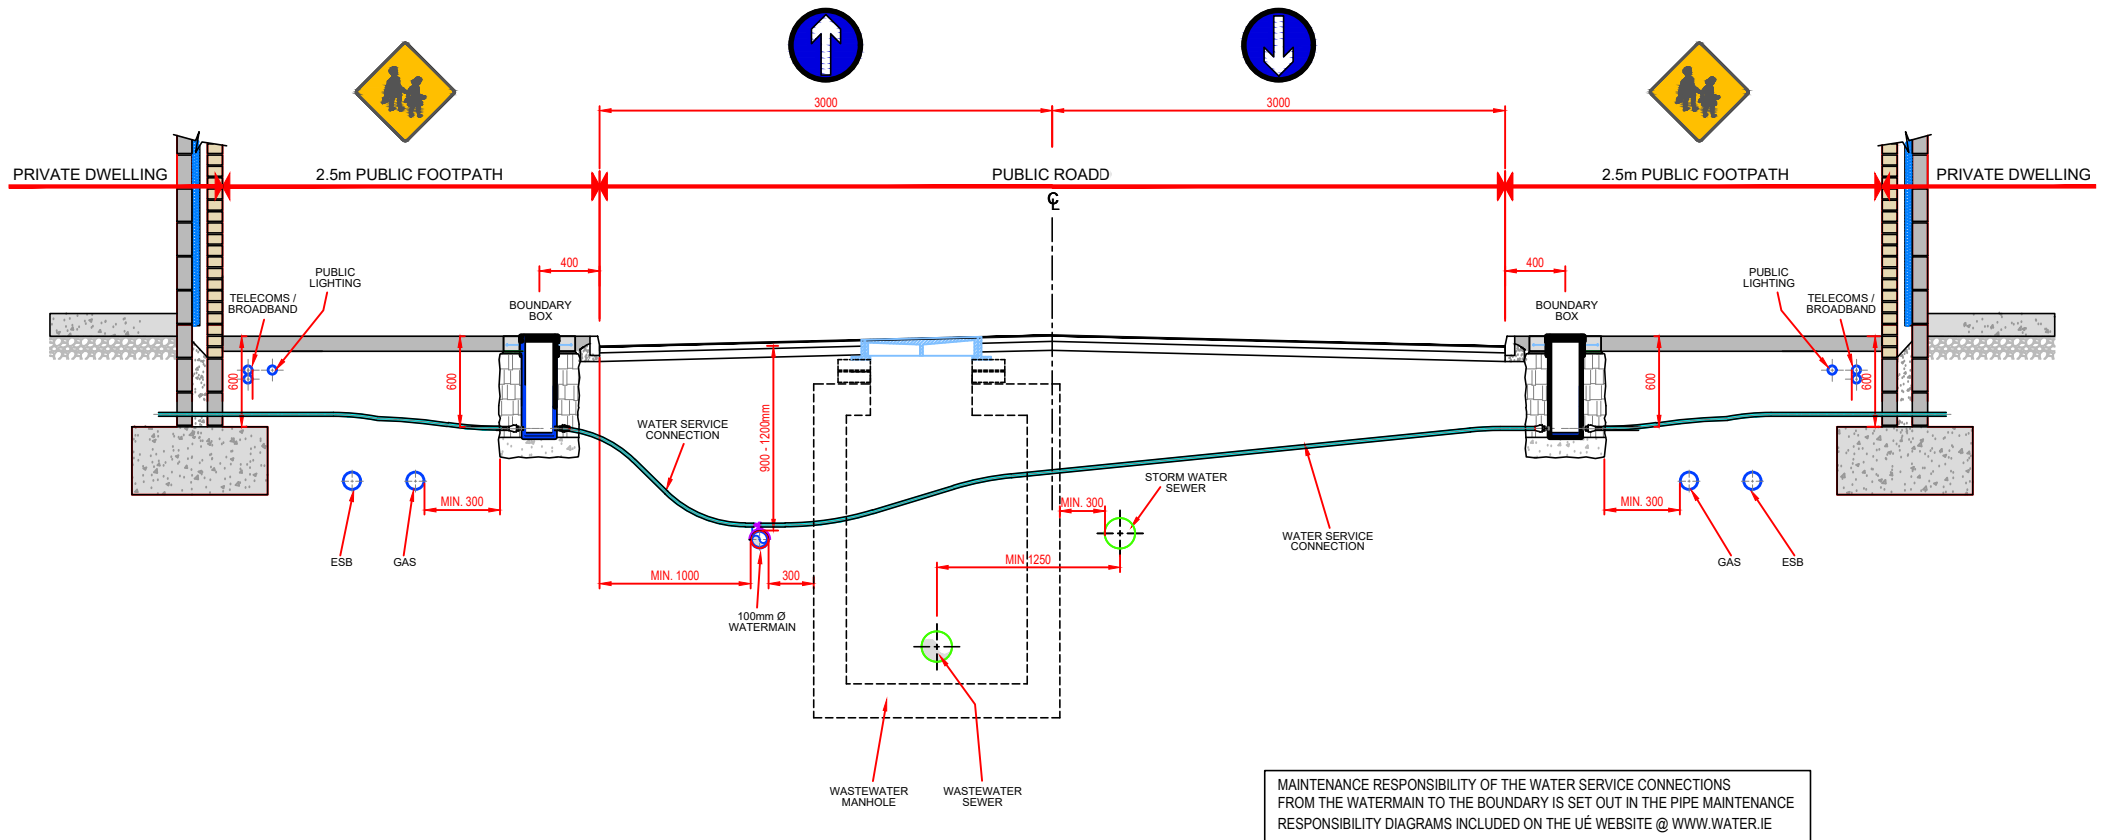 3000
3000
PRIVATE DWELLING
2.5m PUBLIC FOOTPATH
PUBLIC ROADD
2.5m PUBLIC FOOTPATH
PRIVATE DWELLING
℄
400
400
PUBLIC
LIGHTING
TELECOMS /
BROADBAND
BOUNDARY
BOX
BOUNDARY
BOX
PUBLIC
LIGHTING
TELECOMS /
BROADBAND
600
600
600
600
WATER SERVICE
CONNECTION
900 - 1200mm
STORM WATER
SEWER
MIN. 300
MIN. 300
MIN. 300
WATER SERVICE
CONNECTION
ESB
GAS
GAS
ESB
MIN. 1000
300
MIN 1250
100mm Ø
WATERMAIN
WASTEWATER
MANHOLE
WASTEWATER
SEWER
MAINTENANCE RESPONSIBILITY OF THE WATER SERVICE CONNECTIONS
FROM THE WATERMAIN TO THE BOUNDARY IS SET OUT IN THE PIPE MAINTENANCE
RESPONSIBILITY DIAGRAMS INCLUDED ON THE UÉ WEBSITE @ WWW.WATER.IE